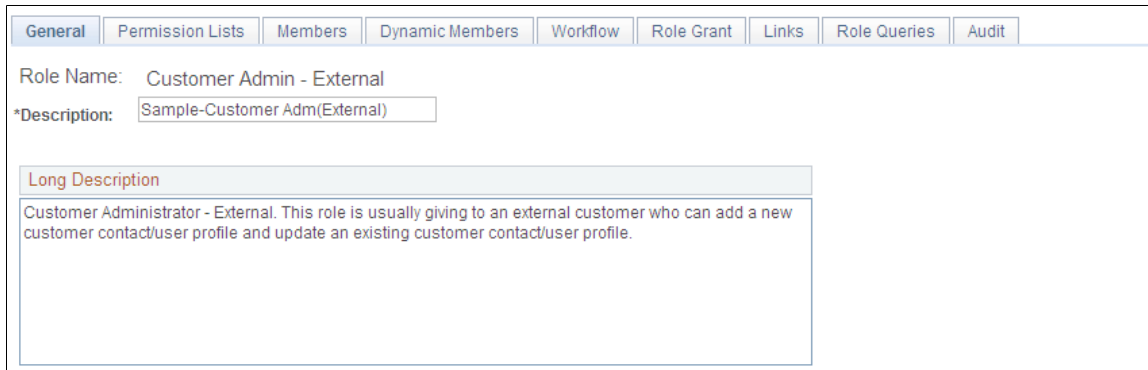 General Permission Lists Members Dynamic Members Workflow Role Grant Links Role Queries Audit
Role Name: Customer Admin - External
*Description: Sample-Customer Adm(External)
Long Description
Customer Administrator - External. This role is usually giving to an external customer who can add a new
customer contact/user profile and update an existing customer contact/user profile.